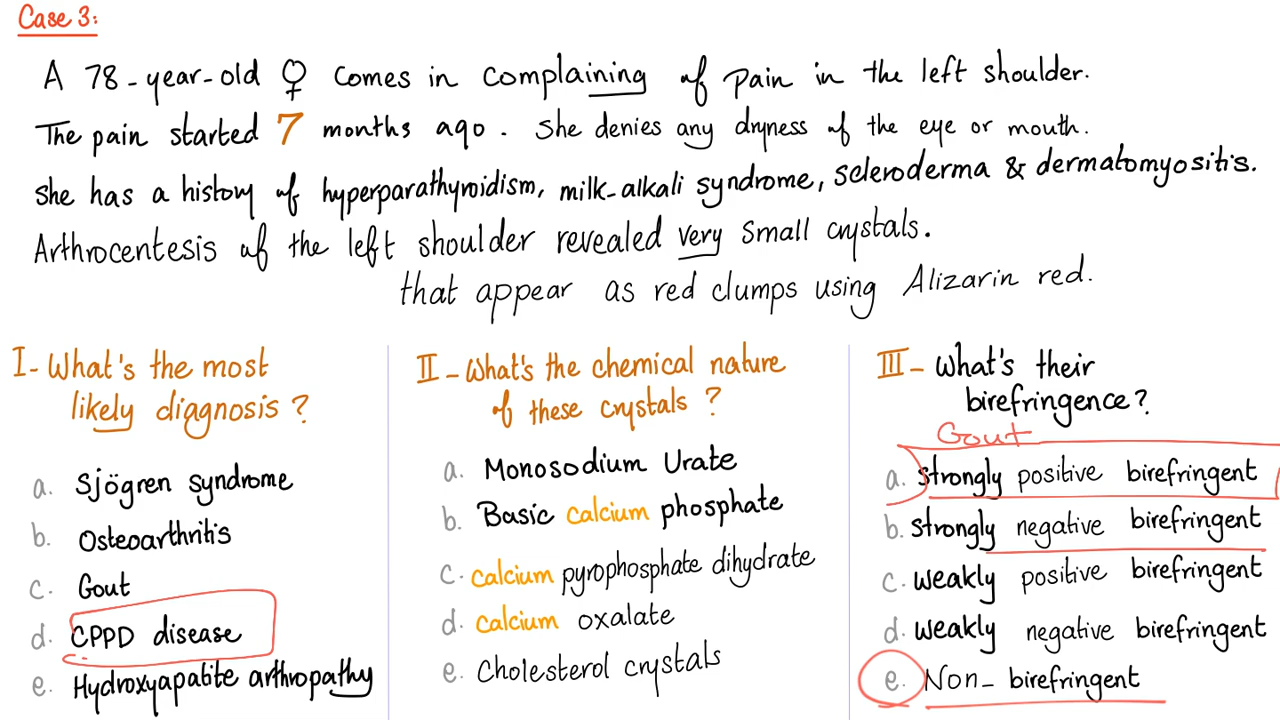 Case 3:
A 78-year-old ♀ comes in complaining of pain in the left shoulder.
The pain started 7 months ago. She denies any dryness of the eye or mouth.
She has a history of hyperparathyroidism, milk-alkali syndrome, scleroderma & dermatomyositis.
Arthrocentesis of the left shoulder revealed very small crystals.
that appear as red clumps using Alizarin red.
I- What's the most
likely diagnosis?
a. Sjögren syndrome
b. Osteoarthritis
c. Gout
d. CPPD disease
e. Hydroxyapatite arthropathy
II- What's the chemical nature
of these crystals?
a. Monosodium Urate
b. Basic calcium phosphate
c. calcium pyrophosphate dihydrate
d. calcium oxalate
e. Cholesterol crystals
III- What's their
birefringence?
Gout
a. strongly positive birefringent
b. strongly negative birefringent
c. weakly positive birefringent
d. weakly negative birefringent
e. Non-birefringent